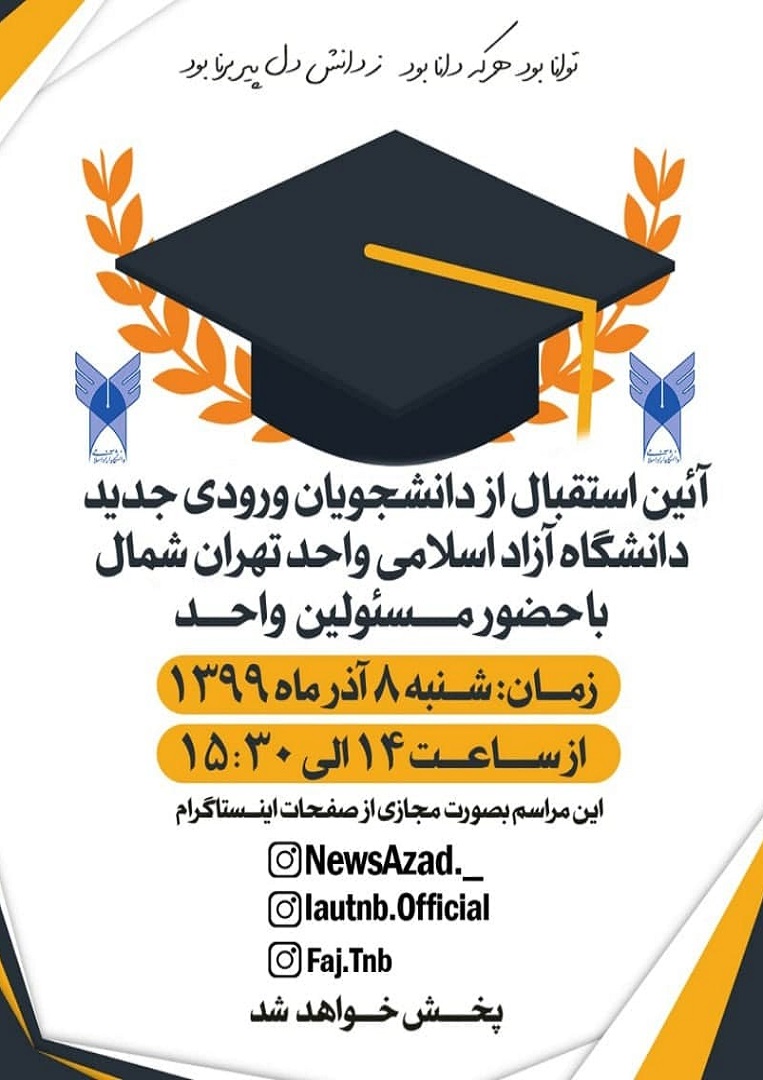 توانا بود هرکه دانا بود ز دانش دل پیر برنا بود
آئین استقبال از دانشجویان ورودی جدید
دانشگاه آزاد اسلامی واحد تهران شمال
با حضور مسئولین واحد
زمان: شنبه ۸ آذر ماه ۱۳۹۹
از ساعت ۱۴ الی ۱۵:۳۰
این مراسم بصورت مجازی از صفحات اینستاگرام
NewsAzad._
Iautnb.Official
Faj.Tnb
پخش خواهد شد